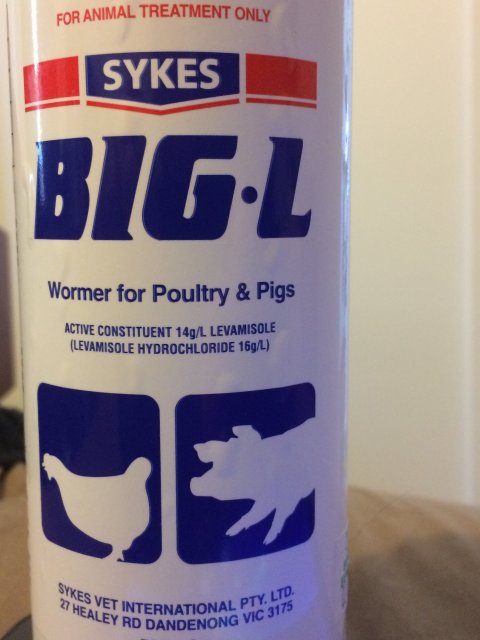 FOR ANIMAL TREATMENT ONLY
SYKES
BIG·L
Wormer for Poultry & Pigs
ACTIVE CONSTITUENT 14g/L LEVAMISOLE
(LEVAMISOLE HYDROCHLORIDE 16g/L)
SYKES VET INTERNATIONAL PTY. LTD.
27 HEALEY RD DANDENONG VIC 3175